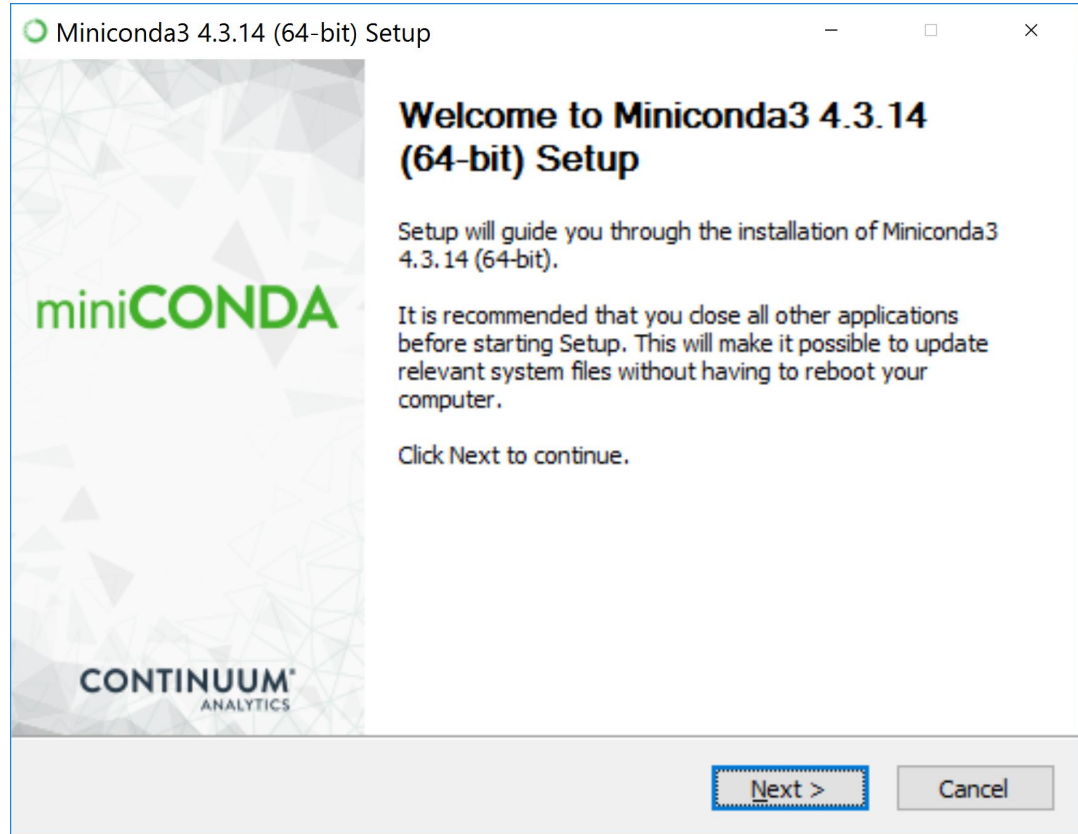 Miniconda3 4.3.14 (64-bit) Setup
Welcome to Miniconda3 4.3.14
(64-bit) Setup
Setup will guide you through the installation of Miniconda3
4.3.14 (64-bit).
It is recommended that you close all other applications
before starting Setup. This will make it possible to update
relevant system files without having to reboot your
computer.
Click Next to continue.
miniCONDA
CONTINUUM
ANALYTICS
Next >
Cancel